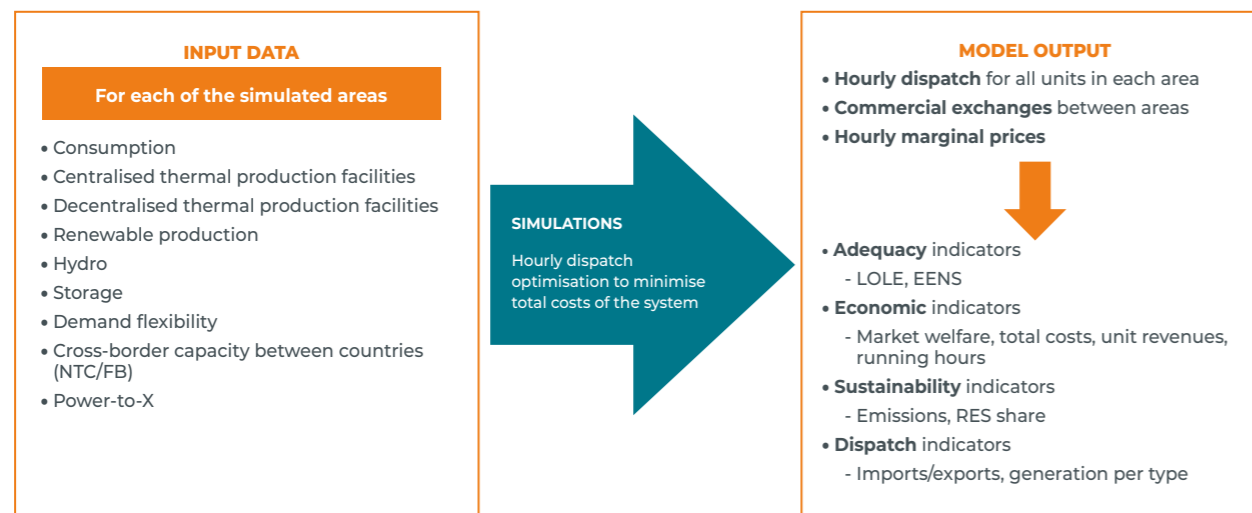 INPUT DATA
For each of the simulated areas
• Consumption
• Centralised thermal production facilities
• Decentralised thermal production facilities
• Renewable production
• Hydro
• Storage
• Demand flexibility
• Cross-border capacity between countries
(NTC/FB)
• Power-to-X
SIMULATIONS
Hourly dispatch
optimisation to minimise
total costs of the system
MODEL OUTPUT
• Hourly dispatch for all units in each area
• Commercial exchanges between areas
• Hourly marginal prices
• Adequacy indicators
- LOLE, EENS
• Economic indicators
- Market welfare, total costs, unit revenues,
running hours
• Sustainability indicators
- Emissions, RES share
• Dispatch indicators
- Imports/exports, generation per type